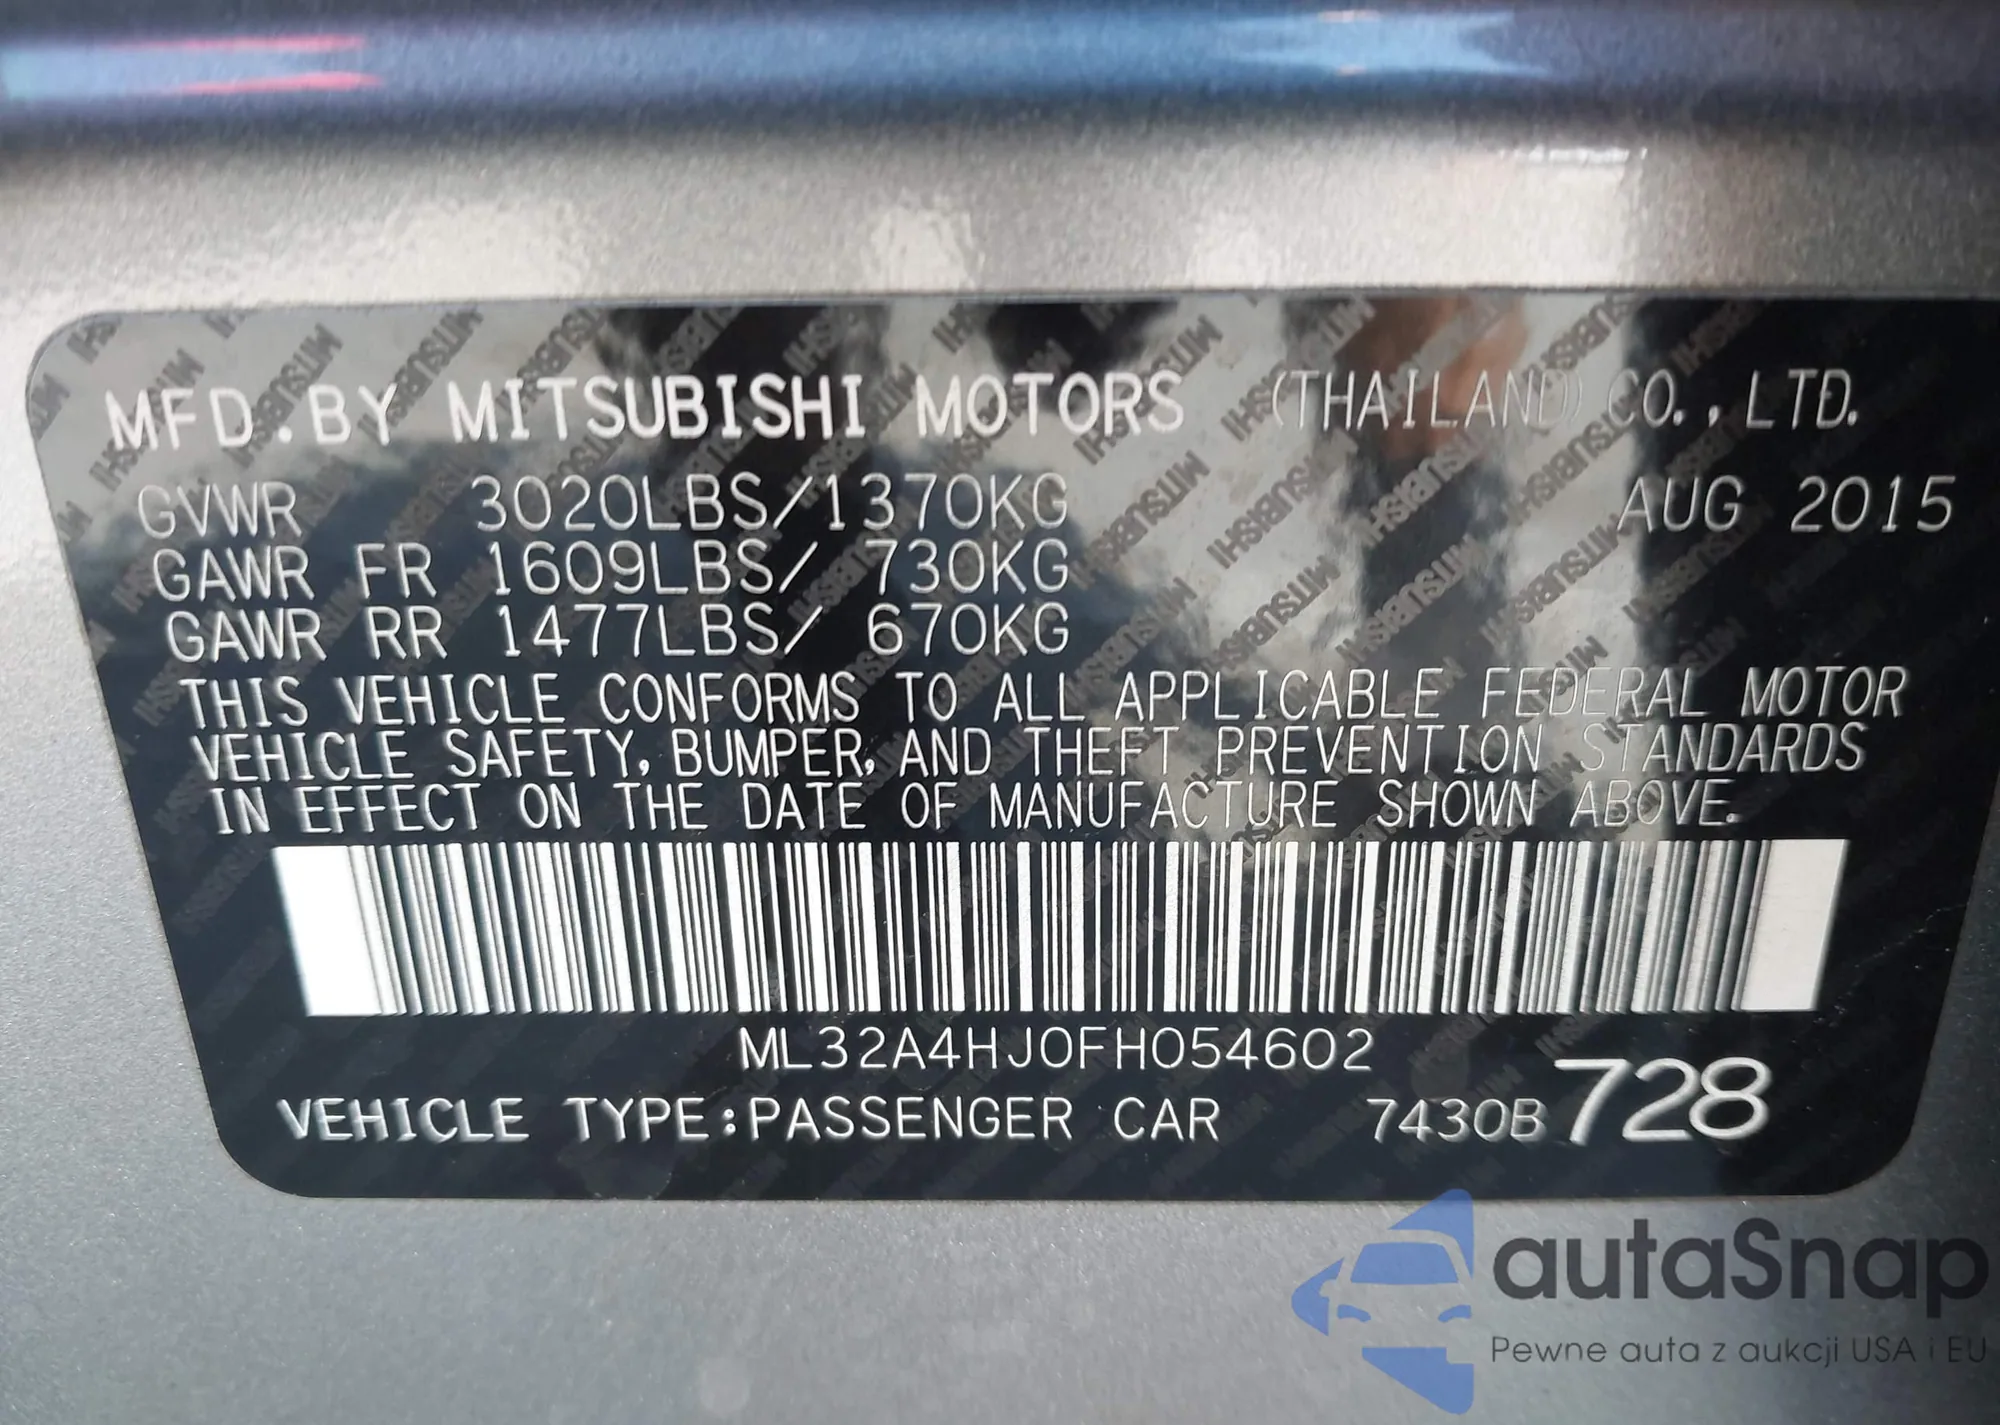 MFD.BY MITSUBISHI MOTORS (THAILAND) CO.,LTD.
GVWR 3020LBS/1370KG AUG 2015
GAWR FR 1609LBS/ 730KG
GAWR RR 1477LBS/ 670KG
THIS VEHICLE CONFORMS TO ALL APPLICABLE FEDERAL MOTOR
VEHICLE SAFETY, BUMPER, AND THEFT PREVENTION STANDARDS
IN EFFECT ON THE DATE OF MANUFACTURE SHOWN ABOVE.
ML32A4HJ0FH054602
VEHICLE TYPE:PASSENGER CAR 7430B728
autaSnap
Pewne auta z aukcji USA i EU